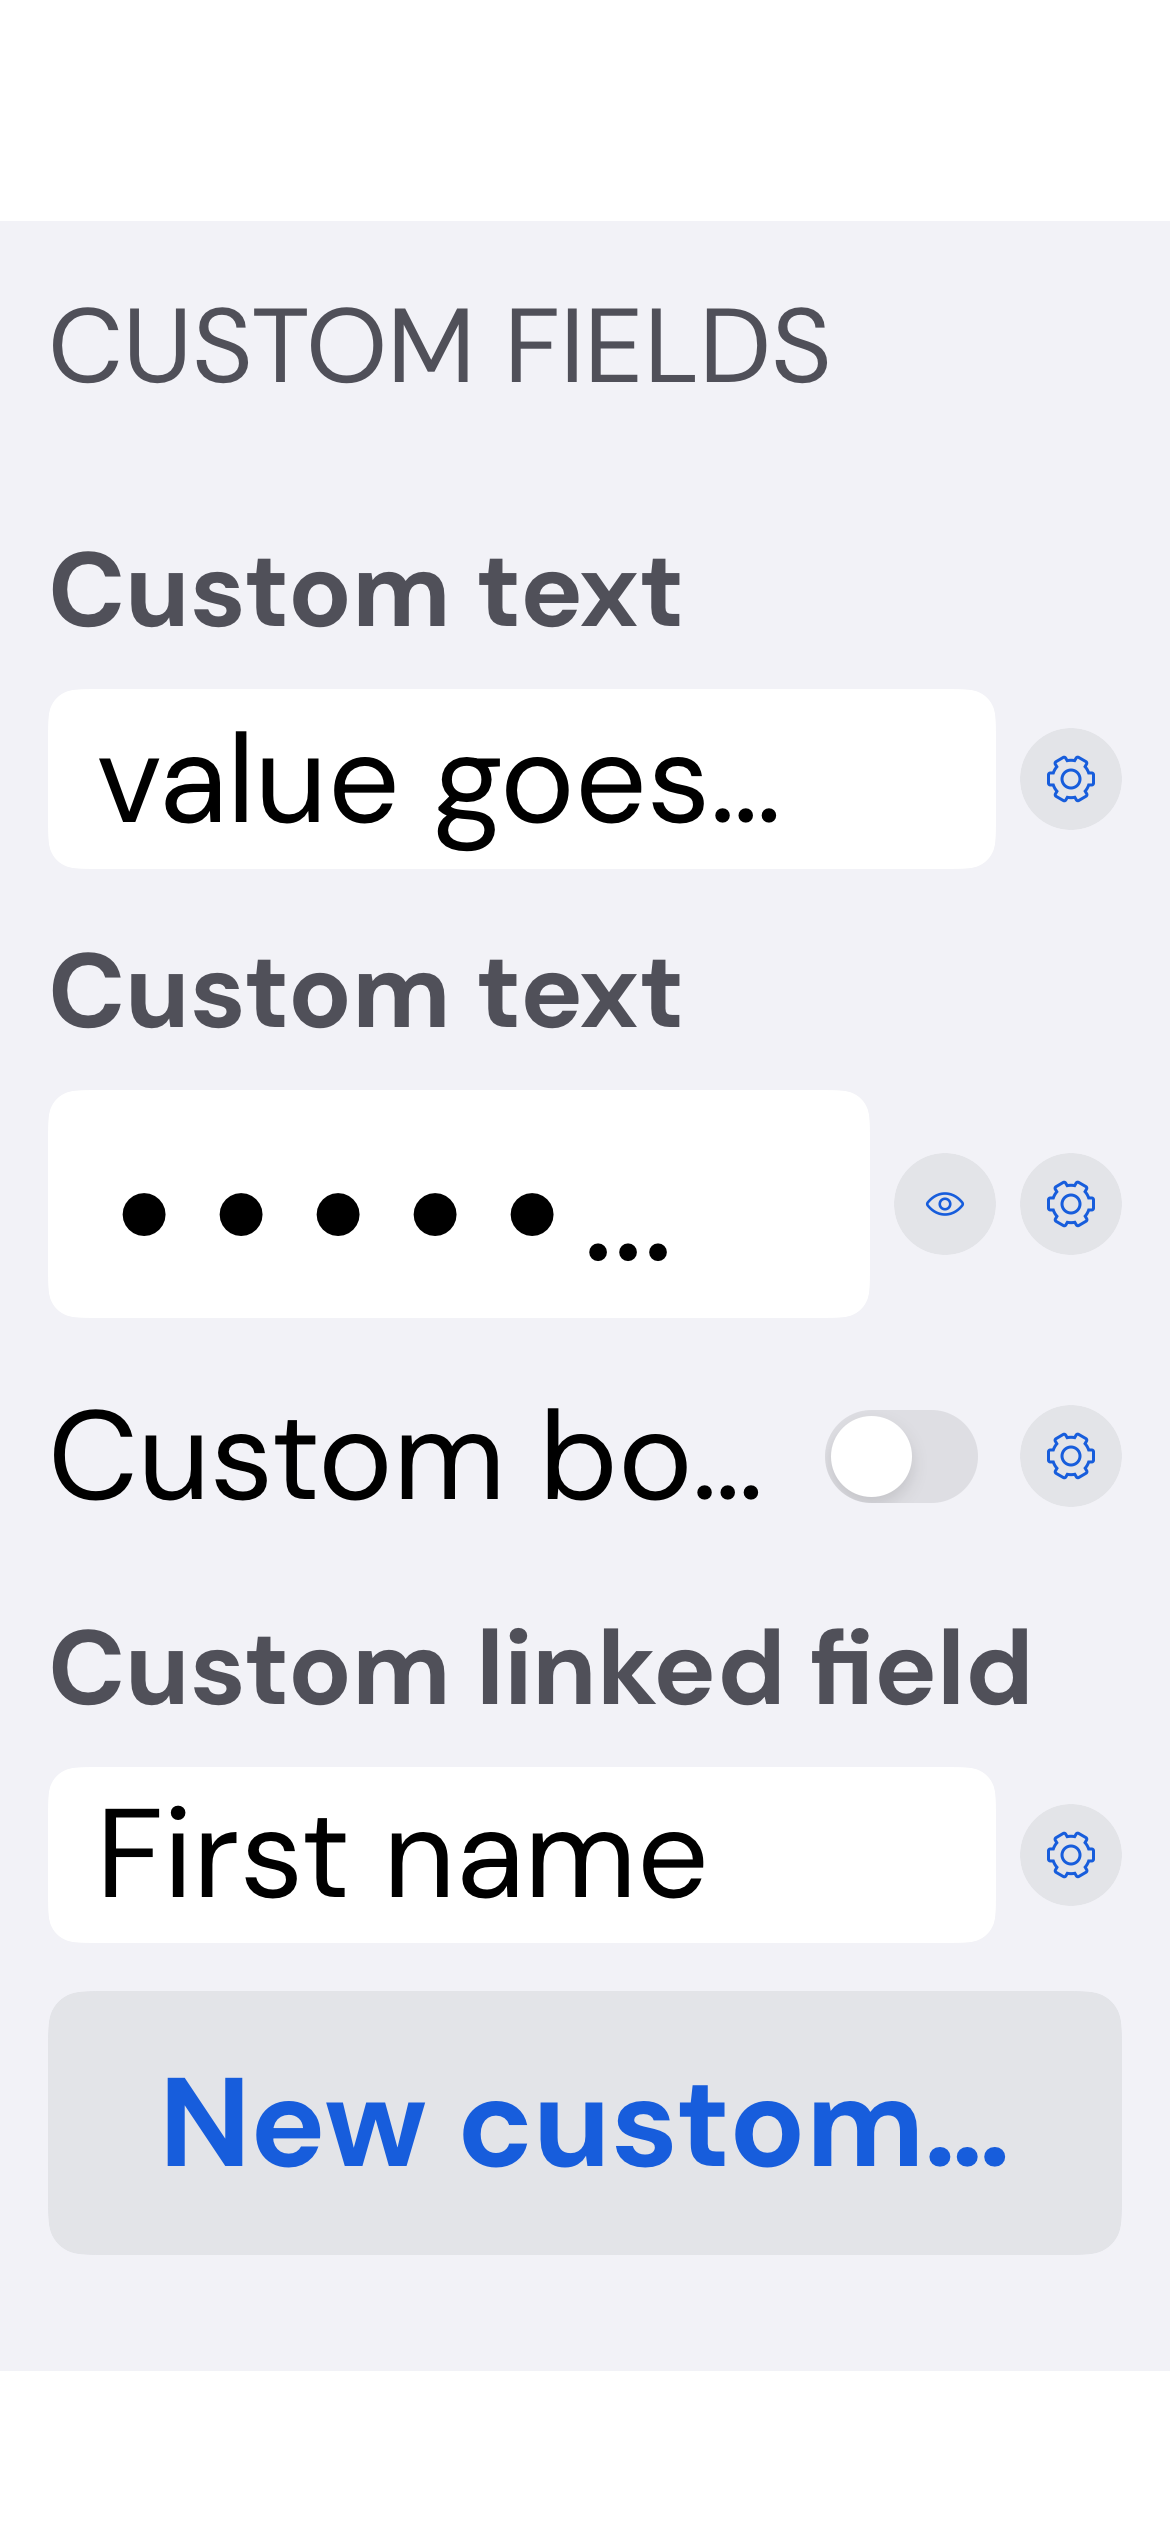 CUSTOM FIELDS
Custom text
value goes...
Custom text
•••••...
Custom bo...
Custom linked field
First name
New custom...